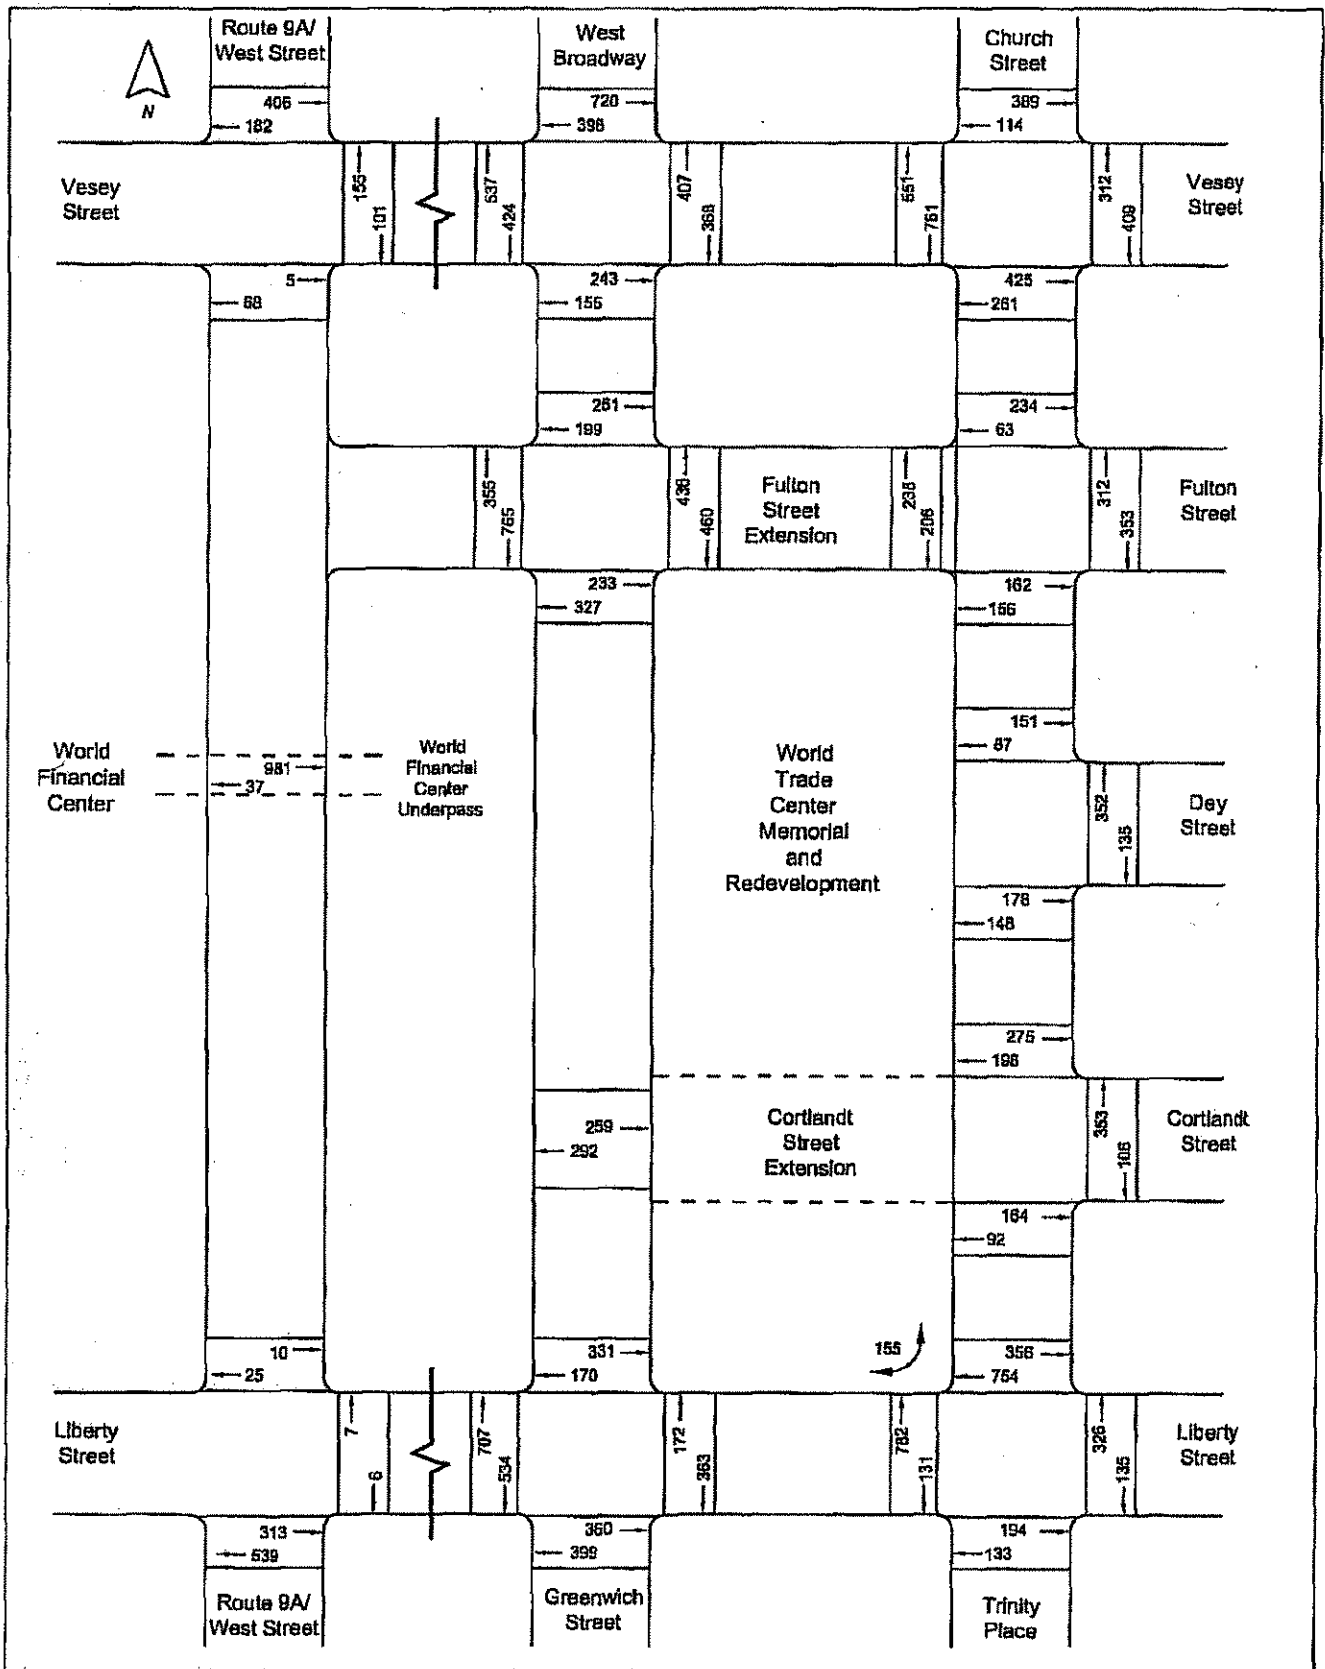 Route 9A/
West Street
West
Broadway
Church
Street
N
406
182
720
396
389
114
Vesey
Street
155
101
537
424
407
368
551
761
312
409
Vesey
Street
5
68
243
155
425
261
261
199
234
63
355
765
436
460
Fulton
Street
Extension
238
206
312
353
Fulton
Street
233
327
162
156
151
87
World
Financial
Center
981
37
World
Financial
Center
Underpass
World
Trade
Center
Memorial
and
Redevelopment
352
135
Dey
Street
178
148
275
198
259
292
Cortlandt
Street
Extension
353
106
Cortlandt
Street
164
92
10
25
331
170
155
356
754
Liberty
Street
7
6
707
534
172
363
782
131
326
135
Liberty
Street
313
539
360
399
194
133
Route 9A/
West Street
Greenwich
Street
Trinity
Place